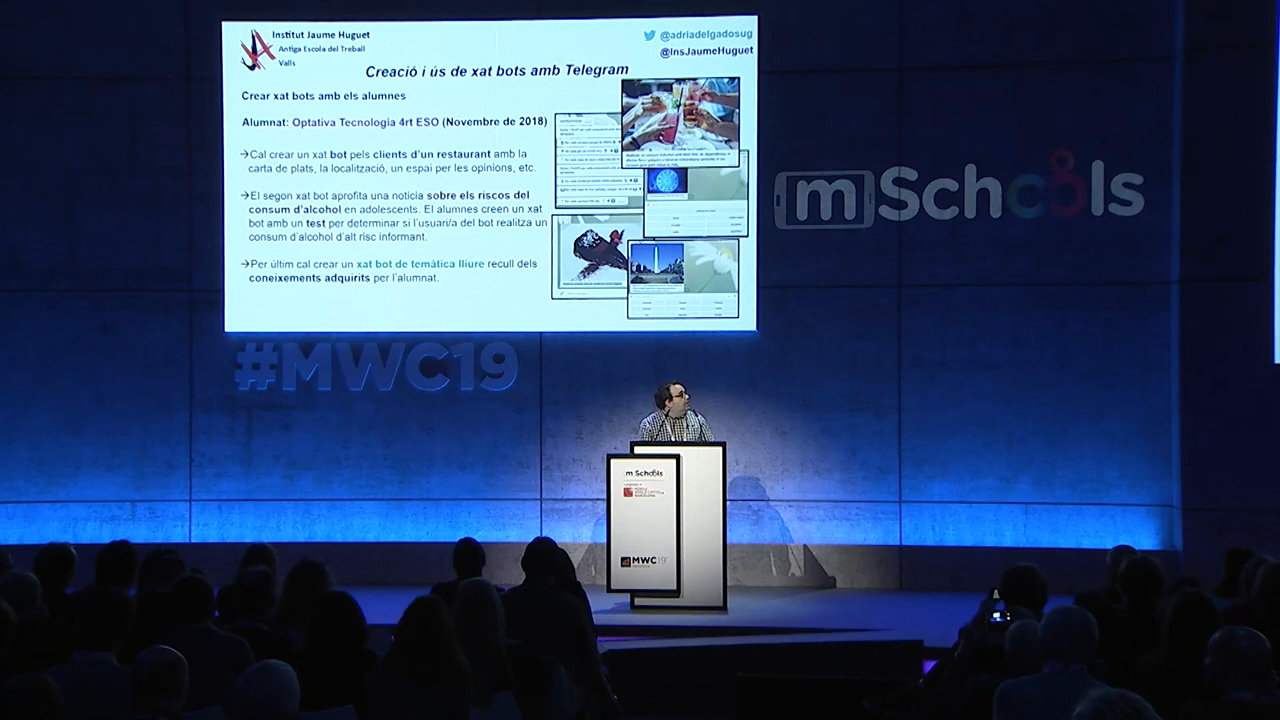 Institut Jaume Huguet
Antiga Escola del Treball
Valls
@adriadelgadosug
@InsJaumeHuguet
Creació i ús de xat bots amb Telegram
Crear xat bots amb els alumnes
Alumnat: Optativa Tecnologia 4rt ESO (Novembre de 2018)
→Cal crear un xat bot pels clients d'un restaurant amb la
carta de plats, la localització, un espai per les opinions, etc.
→El segon xat bot aprofita una notícia sobre els riscos del
consum d'alcohol en adolescents. El alumnes creen un xat
bot amb un test per determinar si l'usuari/a del bot realitza un
consum d'alcohol d'alt risc informant.
→Per últim cal crear un xat bot de temàtica lliure recull dels
coneixements adquirits per l'alumnat.
mSchools
#MWC19
mSchools
MWC19